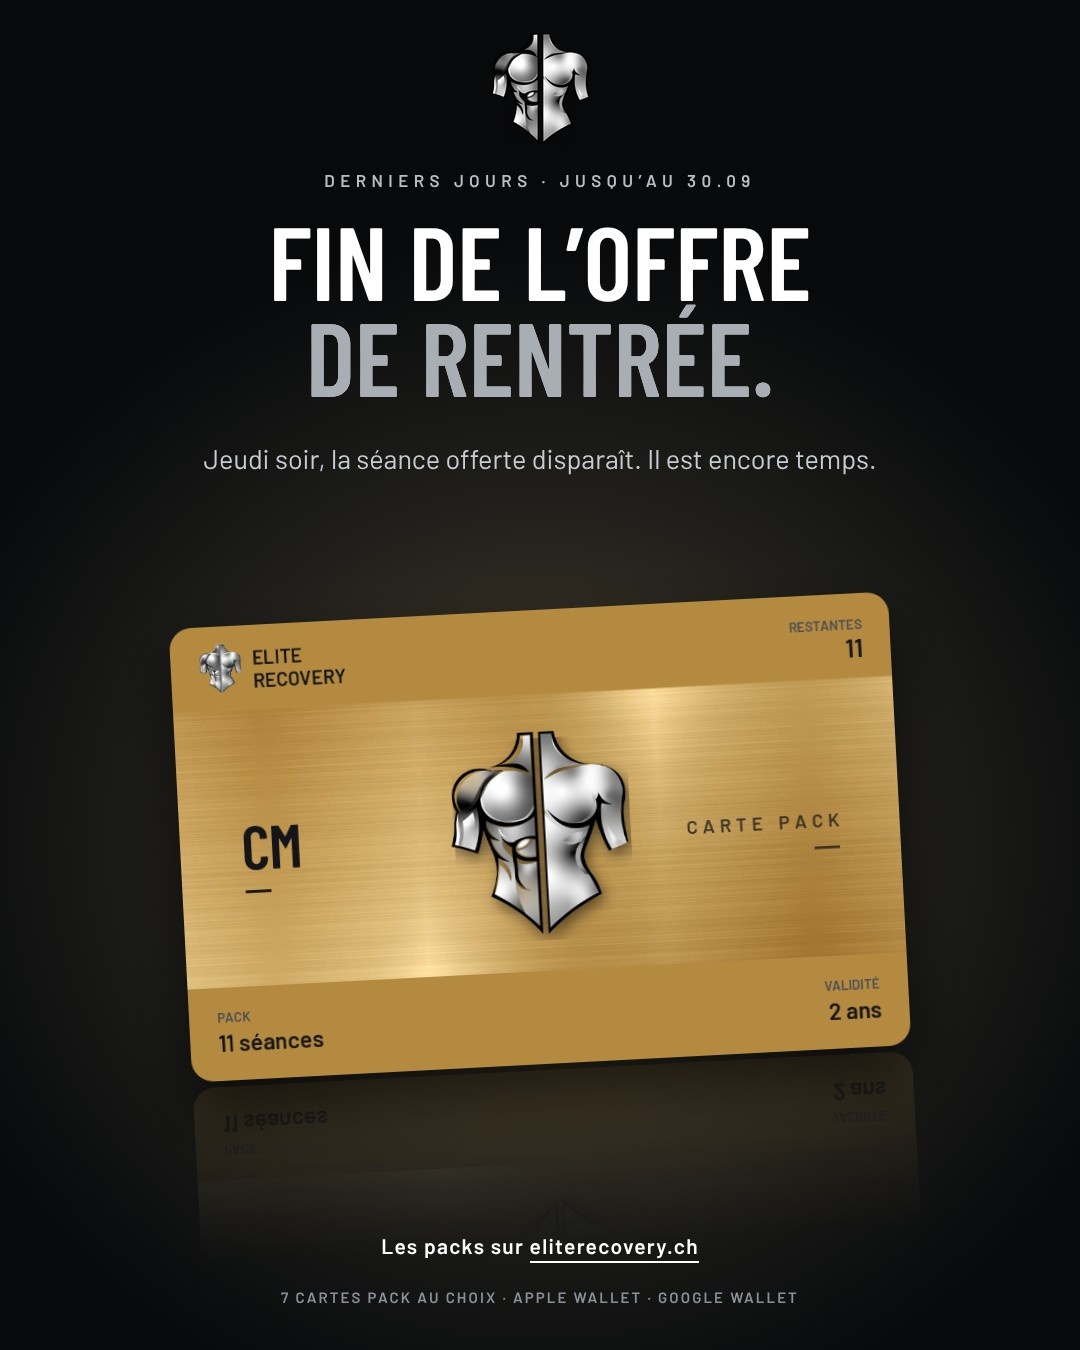 DERNIERS JOURS · JUSQU’AU 30.09
FIN DE L’OFFRE
DE RENTRÉE.
Jeudi soir, la séance offerte disparaît. Il est encore temps.
ELITE
RECOVERY
RESTANTES
11
CM
CARTE PACK
PACK
11 séances
VALIDITÉ
2 ans
Les packs sur eliterecovery.ch
7 CARTES PACK AU CHOIX · APPLE WALLET · GOOGLE WALLET